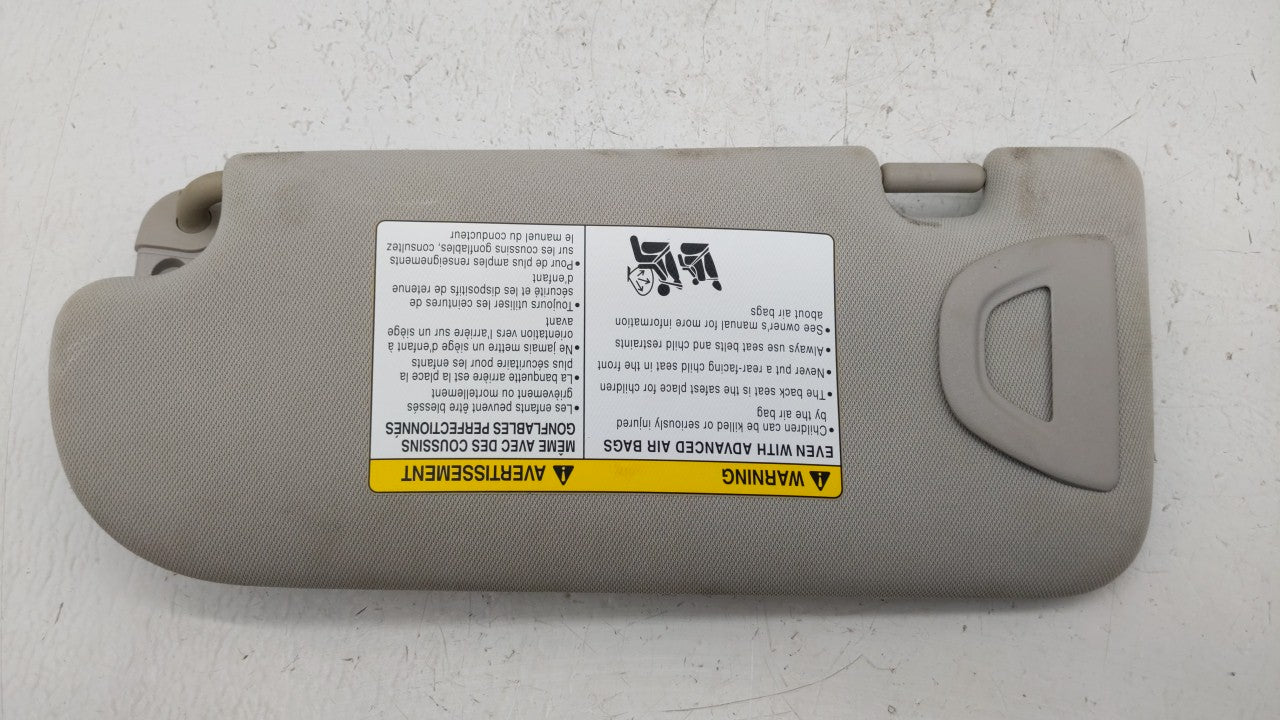 WARNING
EVEN WITH ADVANCED AIR BAGS
•Children can be killed or seriously injured
by the air bag
•The back seat is the safest place for children
•Never put a rear-facing child seat in the front
•Always use seat belts and child restraints
•See owner's manual for more information
about air bags
AVERTISSEMENT
MÊME AVEC DES COUSSINS
GONFLABLES PERFECTIONNÉS
•Les enfants peuvent être blessés
grièvement ou mortellement
•La banquette arrière est la place la
plus sécuritaire pour les enfants
•Ne jamais mettre un siège d'enfant à
orientation vers l'arrière sur un siège
avant
•Toujours utiliser les ceintures de
sécurité et les dispositifs de retenue
d'enfant
•Pour de plus amples renseignements
sur les coussins gonflables, consultez
le manuel du conducteur